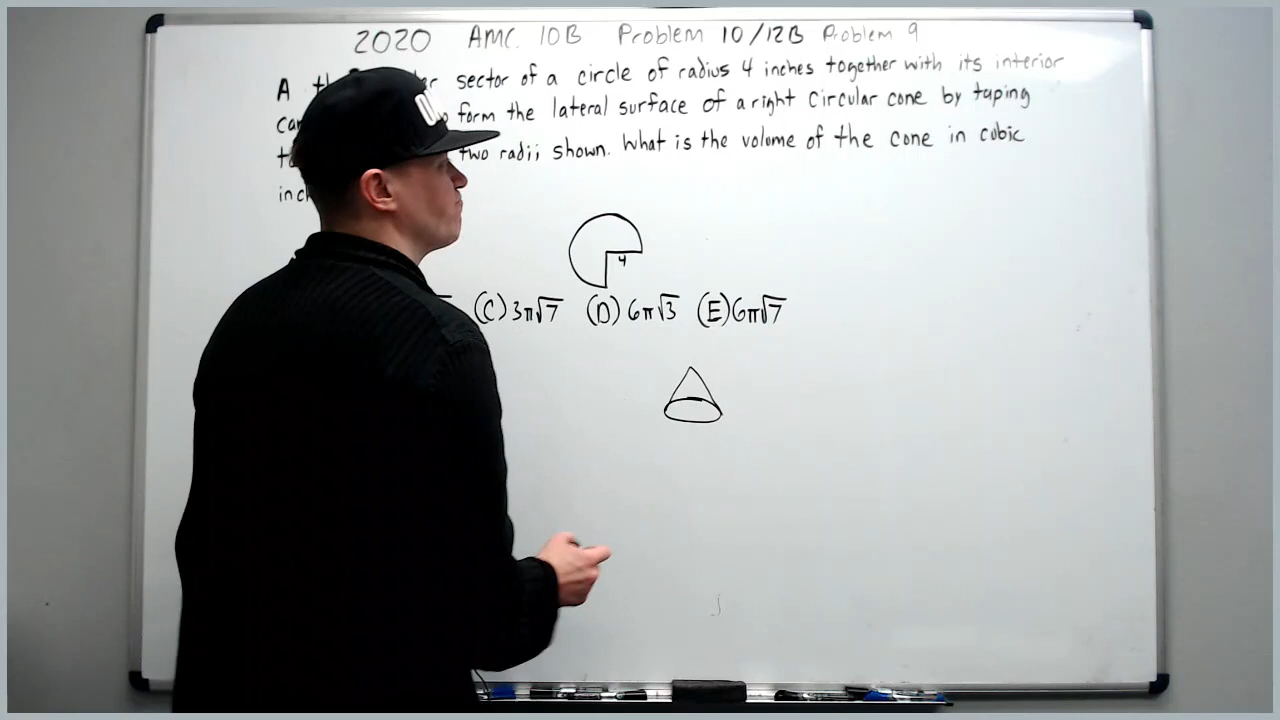 2020 AMC 10B Problem 10/12B Problem 9
A sector of a circle of radius 4 inches together with its interior
form the lateral surface of a right circular cone by taping
two radii shown. What is the volume of the cone in cubic
4
(C) 3π√7 (D) 6π√3 (E) 6π√7